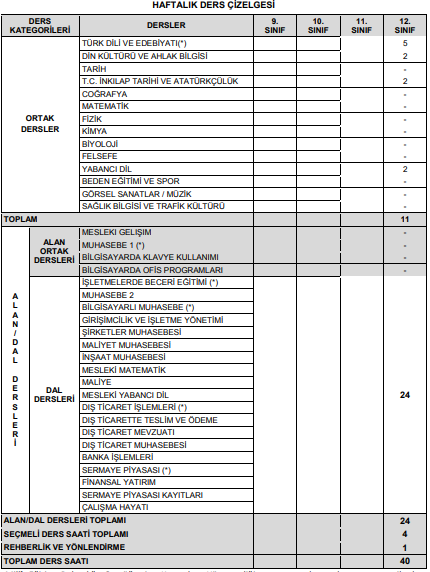 HAFTALIK DERS ÇİZELGESİ
DERS KATEGORİLERİ DERSLER 9. SINIF 10. SINIF 11. SINIF 12. SINIF
ORTAK DERSLER
TÜRK DİLİ VE EDEBİYATI(*) 5
DİN KÜLTÜRÜ VE AHLAK BİLGİSİ 2
TARİH -
T.C. İNKILAP TARİHİ VE ATATÜRKÇÜLÜK 2
COĞRAFYA -
MATEMATİK -
FİZİK -
KİMYA -
BİYOLOJİ -
FELSEFE -
YABANCI DİL 2
BEDEN EĞİTİMİ VE SPOR -
GÖRSEL SANATLAR / MÜZİK -
SAĞLIK BİLGİSİ VE TRAFİK KÜLTÜRÜ -
TOPLAM 11
ALAN/DAL DERSLERİ
ALAN ORTAK DERSLERİ
MESLEKİ GELİŞİM -
MUHASEBE 1 (*) -
BİLGİSAYARDA KLAVYE KULLANIMI -
BİLGİSAYARDA OFİS PROGRAMLARI -
DAL DERSLERİ
İŞLETMELERDE BECERİ EĞİTİMİ (*)
MUHASEBE 2
BİLGİSAYARLI MUHASEBE (*)
GİRİŞİMCİLİK VE İŞLETME YÖNETİMİ
ŞİRKETLER MUHASEBESİ
MALİYET MUHASEBESİ
İNŞAAT MUHASEBESİ
MESLEKİ MATEMATİK
MALİYE
MESLEKİ YABANCI DİL 24
DIŞ TİCARET İŞLEMLERİ (*)
DIŞ TİCARETTE TESLİM VE ÖDEME
DIŞ TİCARET MEVZUATI
DIŞ TİCARET MUHASEBESİ
BANKA İŞLEMLERİ
SERMAYE PİYASASI (*)
FİNANSAL YATIRIM
SERMAYE PİYASASI KAYITLARI
ÇALIŞMA HAYATI
ALAN/DAL DERSLERİ TOPLAMI 24
SEÇMELİ DERS SAATİ TOPLAMI 4
REHBERLİK VE YÖNLENDİRME 1
TOPLAM DERS SAATİ 40